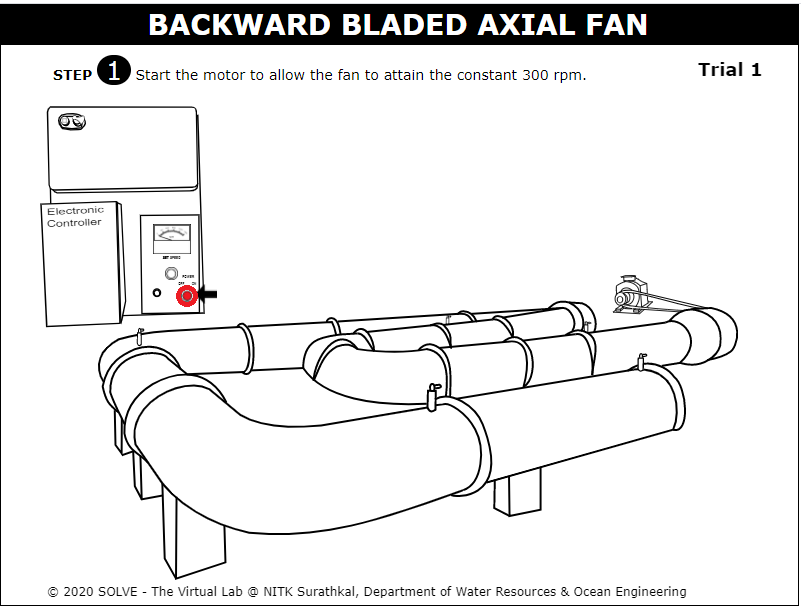 BACKWARD BLADED AXIAL FAN
STEP 1 Start the motor to allow the fan to attain the constant 300 rpm.
Trial 1
Electronic
Controller
SET SPEED
POWER
OFF ON
© 2020 SOLVE - The Virtual Lab @ NITK Surathkal, Department of Water Resources & Ocean Engineering